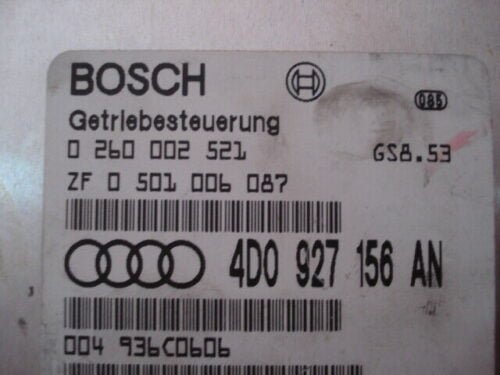 BOSCH
085
Getriebesteuerung
0 260 002 521 GS8.53
ZF 0 501 006 087
4D0 927 156 AN
004 936C0606